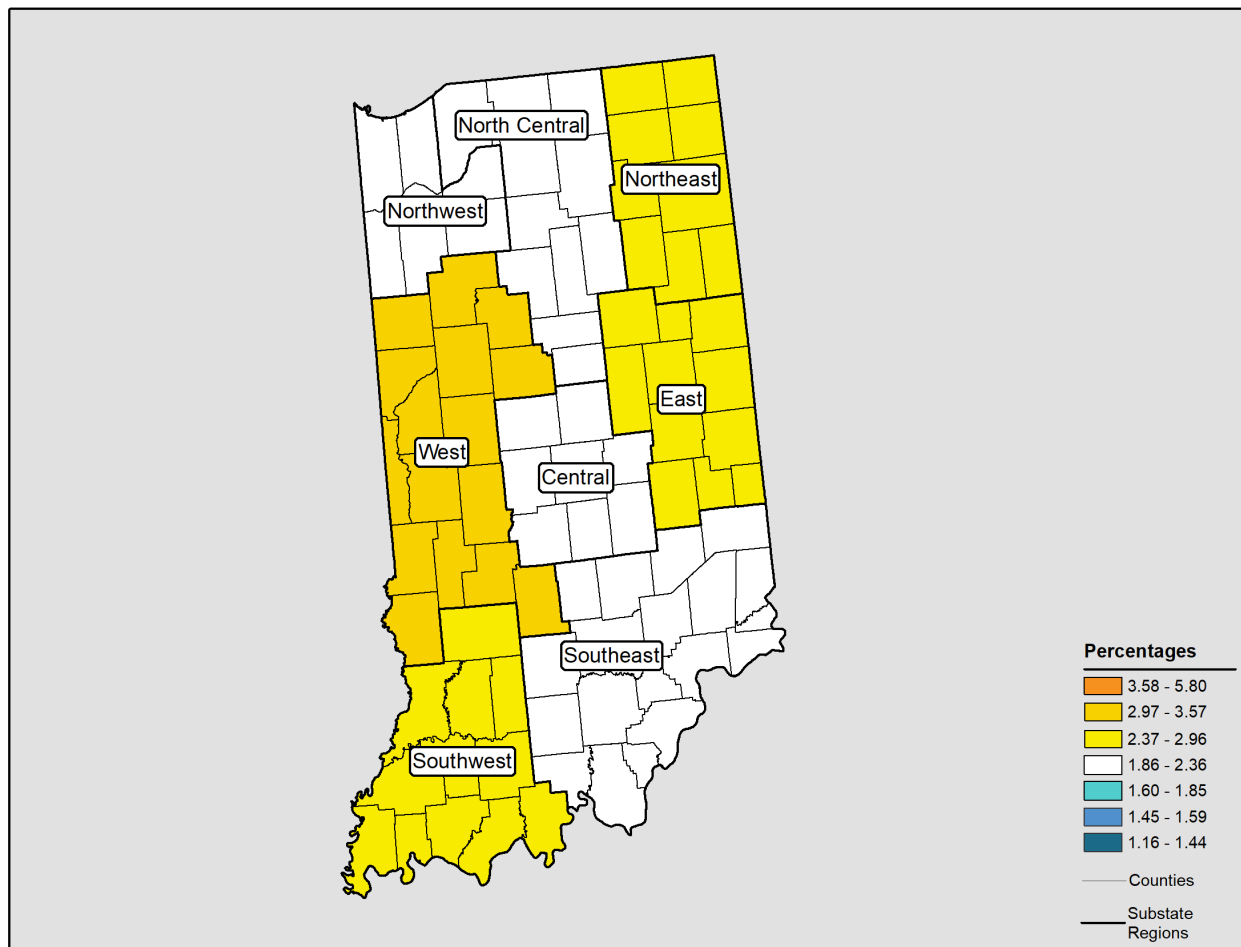 North Central
Northeast
Northwest
East
West
Central
Southeast
Southwest
Percentages
3.58 - 5.80
2.97 - 3.57
2.37 - 2.96
1.86 - 2.36
1.60 - 1.85
1.45 - 1.59
1.16 - 1.44
Counties
Substate
Regions